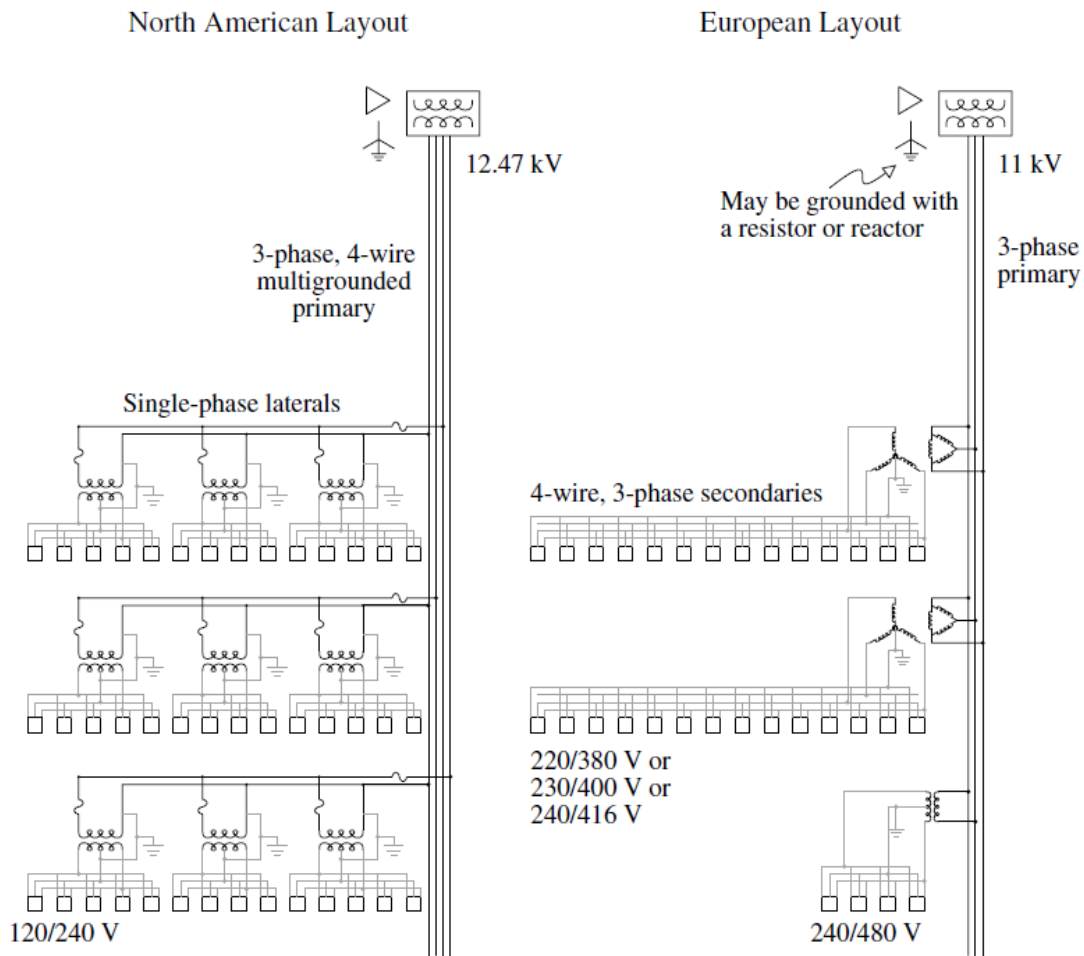 North American Layout
European Layout
12.47 kV
3-phase, 4-wire
multigrounded
primary
Single-phase laterals
120/240 V
11 kV
May be grounded with
a resistor or reactor
3-phase
primary
4-wire, 3-phase secondaries
220/380 V or
230/400 V or
240/416 V
240/480 V